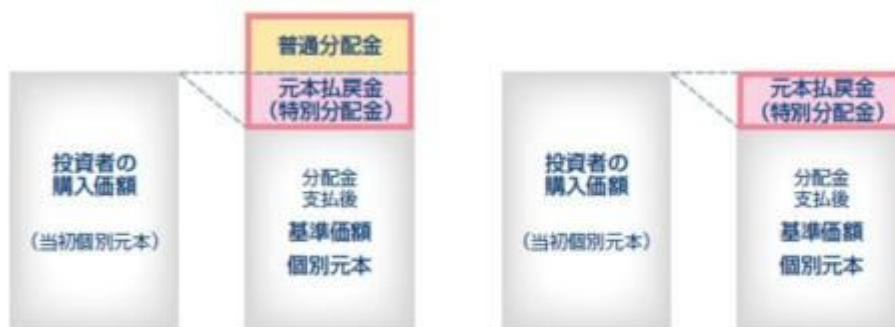 普通分配金
元本払戻金
(特別分配金)
投資者の
購入価額
(当初個別元本)
分配金
支払後
基準価額
個別元本
元本払戻金
(特別分配金)
投資者の
購入価額
(当初個別元本)
分配金
支払後
基準価額
個別元本